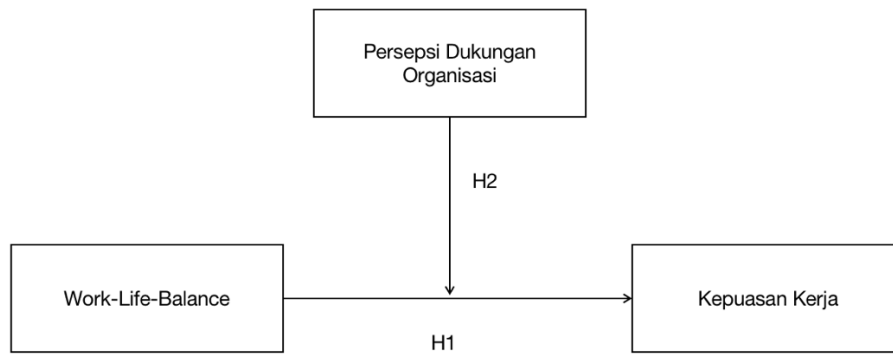 Persepsi Dukungan
Organisasi
H2
Work-Life-Balance
Kepuasan Kerja
H1